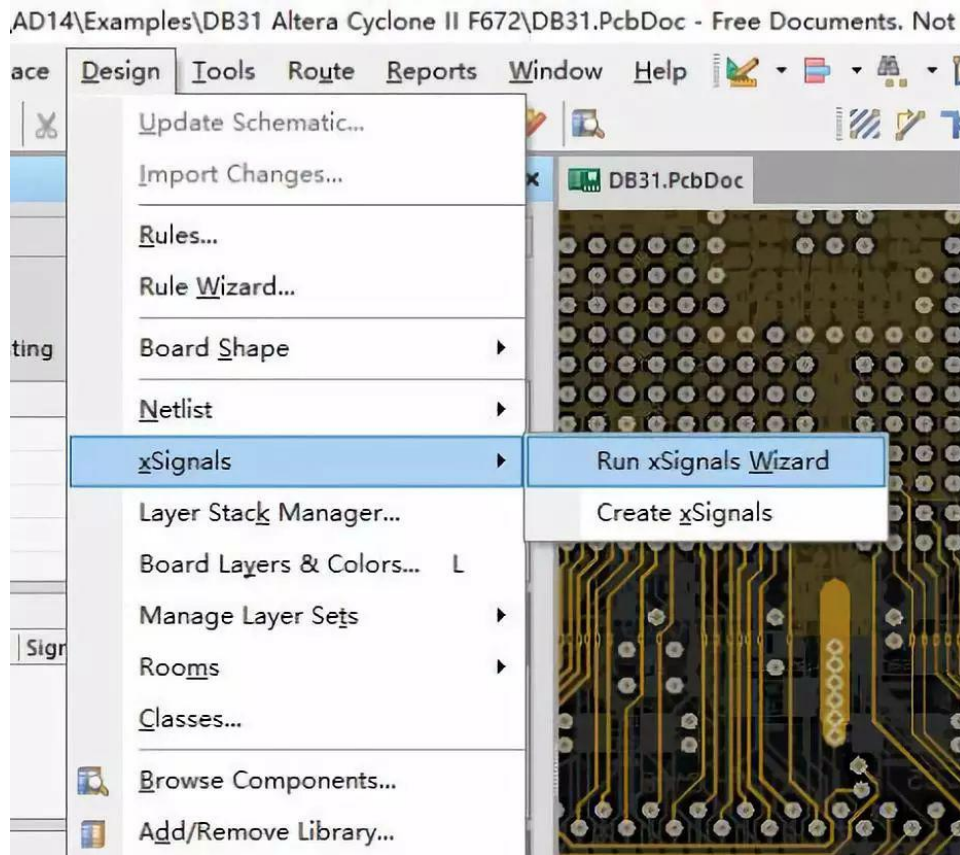 ,AD14\Examples\DB31 Altera Cyclone II F672\DB31.PcbDoc - Free Documents. Not
ace Design Tools Route Reports Window Help
Update Schematic...
Import Changes...
DB31.PcbDoc
Rules...
Rule Wizard...
ting
Board Shape
Netlist
xSignals
Run xSignals Wizard
Layer Stack Manager...
Create xSignals
Board Layers & Colors... L
Manage Layer Sets
Sigr
Rooms
Classes...
Browse Components...
Add/Remove Library...